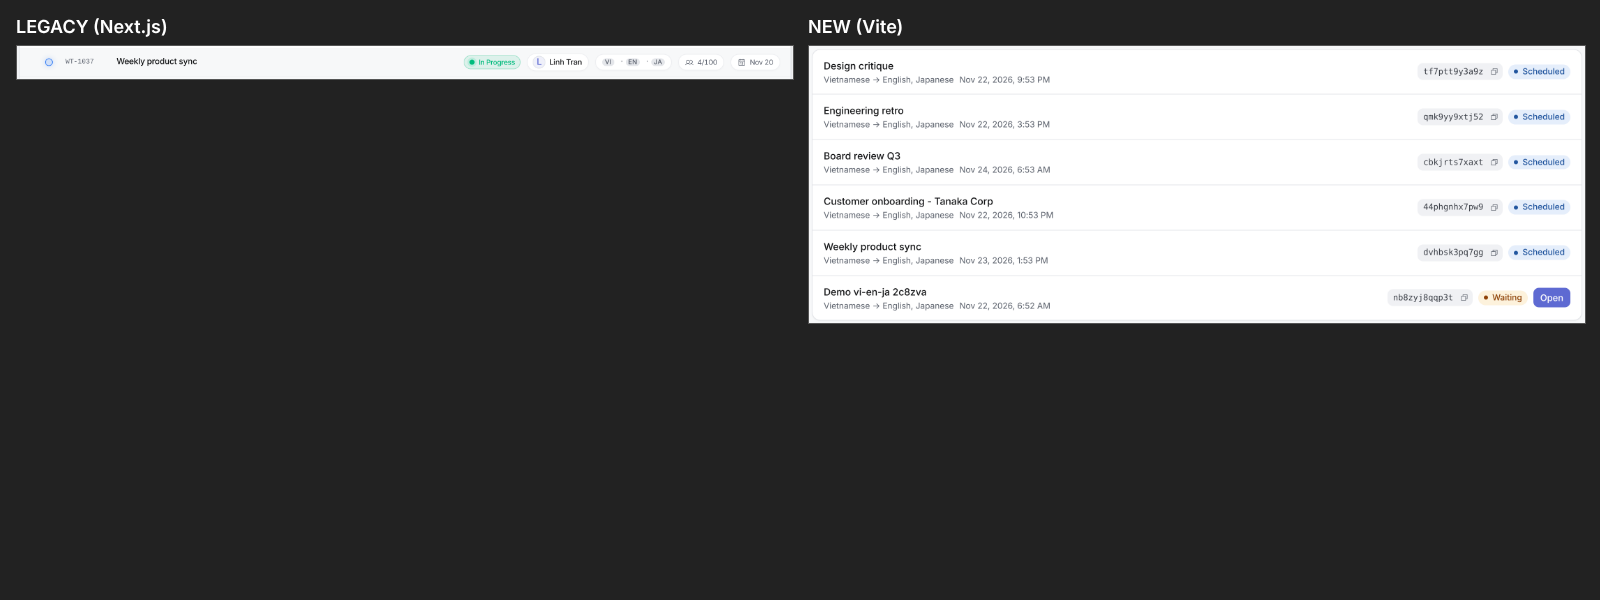 LEGACY (Next.js)
WT-1037 Weekly product sync In Progress L Linh Tran VI · EN · JA 4/100 Nov 20
NEW (Vite)
Design critique
Vietnamese → English, Japanese Nov 22, 2026, 9:53 PM
tf7ptt9y3a9z Scheduled
Engineering retro
Vietnamese → English, Japanese Nov 22, 2026, 3:53 PM
qmk9yy9xtj52 Scheduled
Board review Q3
Vietnamese → English, Japanese Nov 24, 2026, 6:53 AM
cbkjrts7xaxt Scheduled
Customer onboarding - Tanaka Corp
Vietnamese → English, Japanese Nov 22, 2026, 10:53 PM
44phgnhx7pw9 Scheduled
Weekly product sync
Vietnamese → English, Japanese Nov 23, 2026, 1:53 PM
dvhbsk3pq7gg Scheduled
Demo vi-en-ja 2c8zva
Vietnamese → English, Japanese Nov 22, 2026, 6:52 AM
nb8zyj8qqp3t Waiting Open